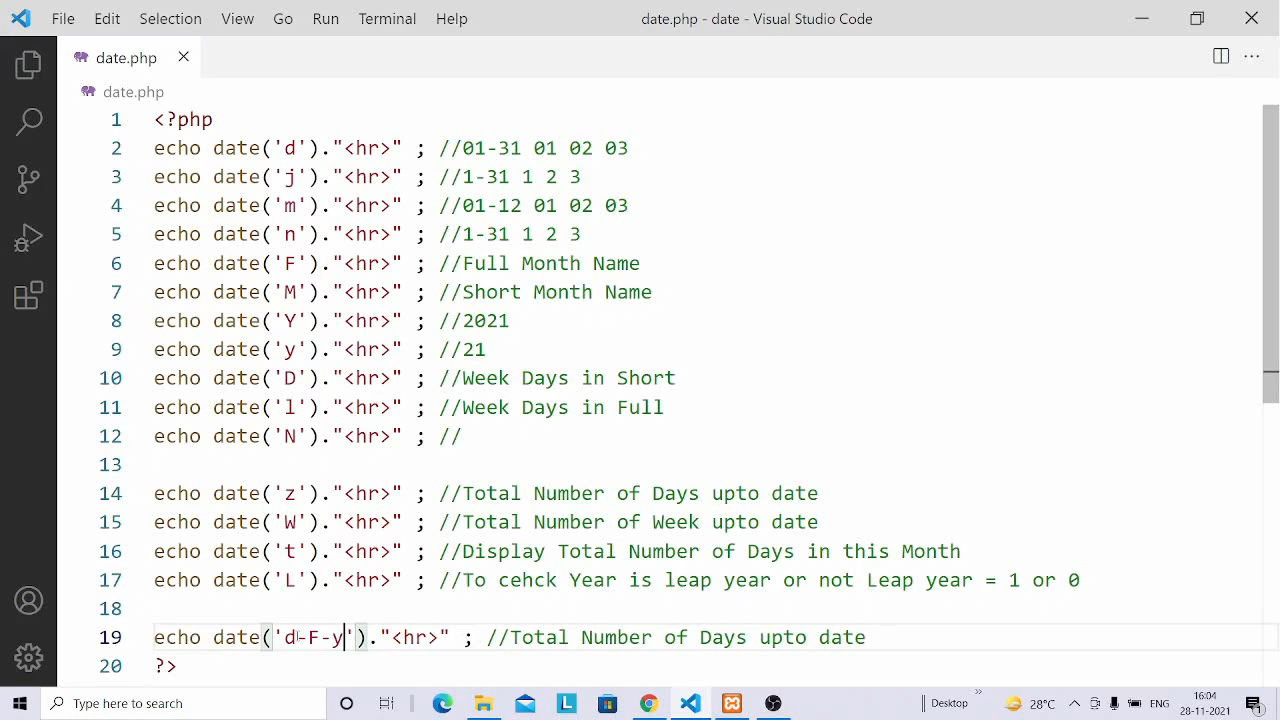 File Edit Selection View Go Run Terminal Help date.php - date - Visual Studio Code
date.php
date.php
1 <?php
2 echo date('d')."<hr>" ; //01-31 01 02 03
3 echo date('j')."<hr>" ; //1-31 1 2 3
4 echo date('m')."<hr>" ; //01-12 01 02 03
5 echo date('n')."<hr>" ; //1-31 1 2 3
6 echo date('F')."<hr>" ; //Full Month Name
7 echo date('M')."<hr>" ; //Short Month Name
8 echo date('Y')."<hr>" ; //2021
9 echo date('y')."<hr>" ; //21
10 echo date('D')."<hr>" ; //Week Days in Short
11 echo date('l')."<hr>" ; //Week Days in Full
12 echo date('N')."<hr>" ; //
13
14 echo date('z')."<hr>" ; //Total Number of Days upto date
15 echo date('W')."<hr>" ; //Total Number of Week upto date
16 echo date('t')."<hr>" ; //Display Total Number of Days in this Month
17 echo date('L')."<hr>" ; //To cehck Year is leap year or not Leap year = 1 or 0
18
19 echo date('d-F-y')."<hr>" ; //Total Number of Days upto date
20 ?>
Type here to search L Desktop 28°C ENG 16:04
28-11-2021 1